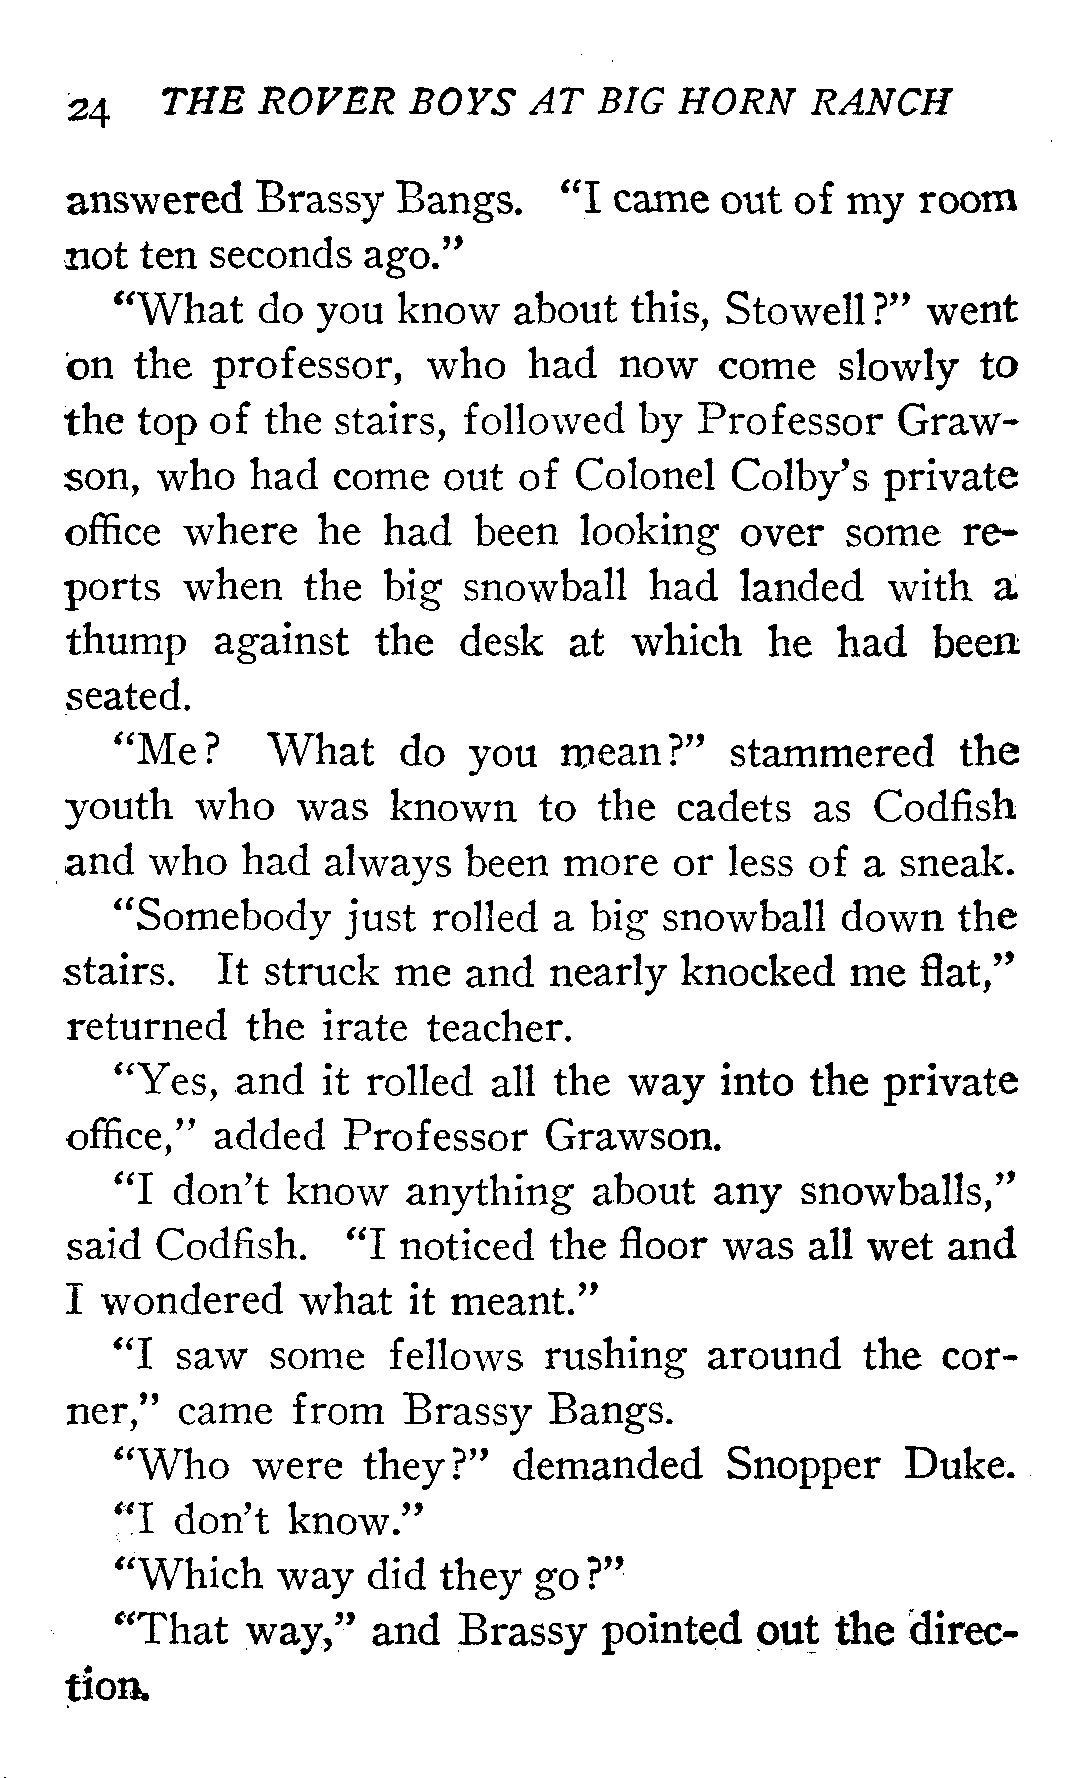 24 THE ROVER BOYS AT BIG HORN RANCH
answered Brassy Bangs. “I came out of my room
not ten seconds ago.”
“What do you know about this, Stowell?” went
on the professor, who had now come slowly to
the top of the stairs, followed by Professor Graw-
son, who had come out of Colonel Colby’s private
office where he had been looking over some re-
ports when the big snowball had landed with a
thump against the desk at which he had been
seated.
“Me? What do you mean?” stammered the
youth who was known to the cadets as Codfish
and who had always been more or less of a sneak.
“Somebody just rolled a big snowball down the
stairs. It struck me and nearly knocked me flat,”
returned the irate teacher.
“Yes, and it rolled all the way into the private
office,” added Professor Grawson.
“I don’t know anything about any snowballs,”
said Codfish. “I noticed the floor was all wet and
I wondered what it meant.”
“I saw some fellows rushing around the cor-
ner,” came from Brassy Bangs.
“Who were they?” demanded Snopper Duke.
“I don’t know.”
“Which way did they go?”
“That way,” and Brassy pointed out the direc-
tion.